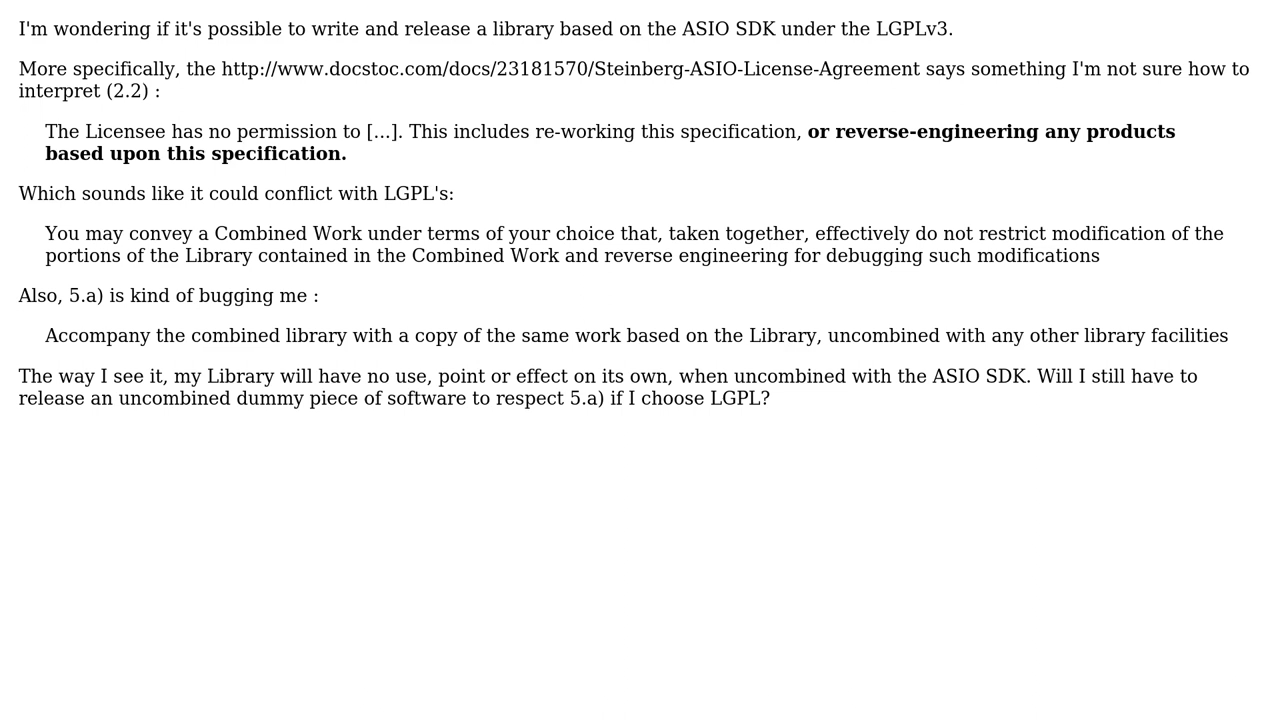 I'm wondering if it's possible to write and release a library based on the ASIO SDK under the LGPLv3.
More specifically, the http://www.docstoc.com/docs/23181570/Steinberg-ASIO-License-Agreement says something I'm not sure how to
interpret (2.2) :
The Licensee has no permission to [...]. This includes re-working this specification, or reverse-engineering any products
based upon this specification.
Which sounds like it could conflict with LGPL's:
You may convey a Combined Work under terms of your choice that, taken together, effectively do not restrict modification of the
portions of the Library contained in the Combined Work and reverse engineering for debugging such modifications
Also, 5.a) is kind of bugging me :
Accompany the combined library with a copy of the same work based on the Library, uncombined with any other library facilities
The way I see it, my Library will have no use, point or effect on its own, when uncombined with the ASIO SDK. Will I still have to
release an uncombined dummy piece of software to respect 5.a) if I choose LGPL?